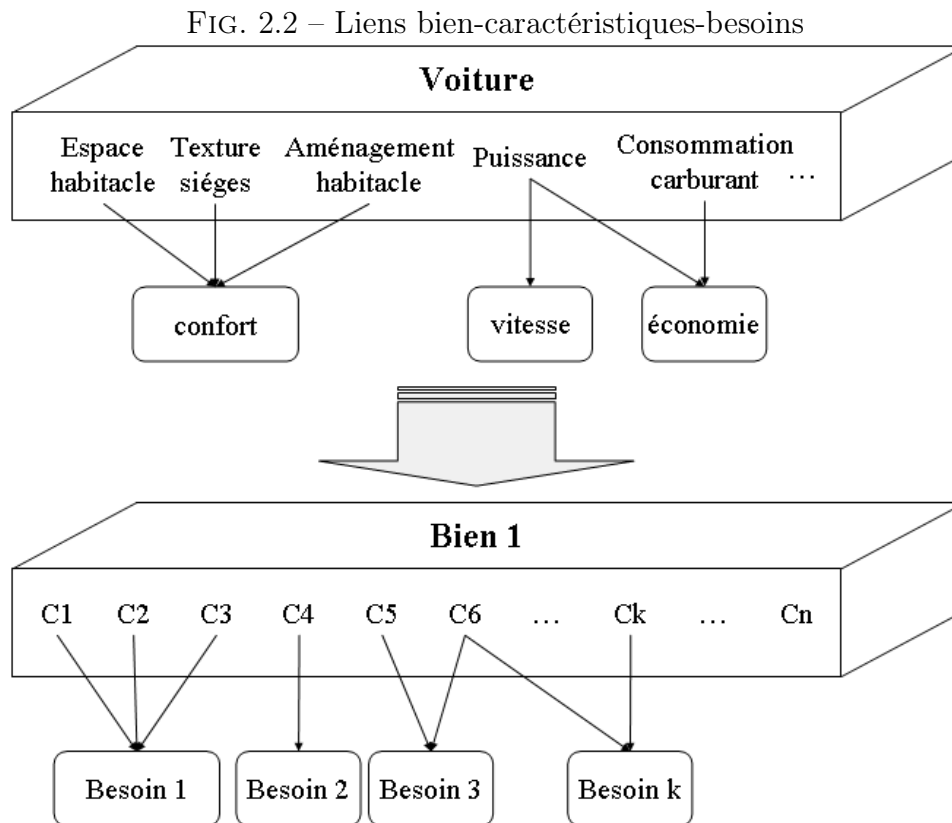 FIG. 2.2 – Liens bien-caractéristiques-besoins
Voiture
Espace habitacle
Texture siéges
Aménagement habitacle
Puissance
Consommation carburant
…
confort
vitesse
économie
Bien 1
C1 C2 C3 C4 C5 C6 … Ck … Cn
Besoin 1 Besoin 2 Besoin 3 Besoin k